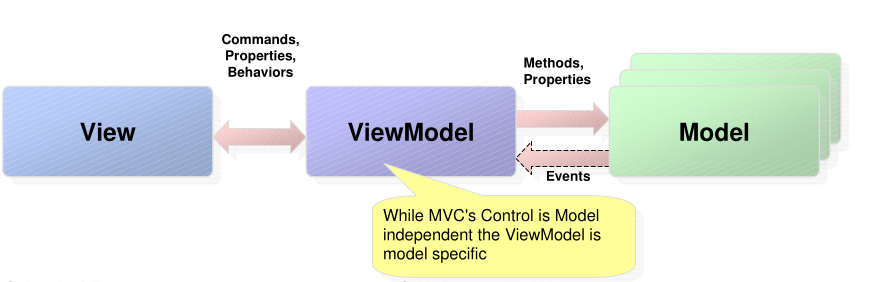 Commands,
Properties,
Behaviors
Methods,
Properties
View
ViewModel
Model
Events
While MVC's Control is Model
independent the ViewModel is
model specific